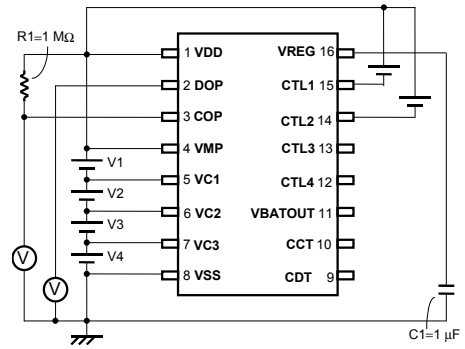 R1=1 MΩ
1 VDD
2 DOP
3 COP
4 VMP
5 VC1
6 VC2
7 VC3
8 VSS
VREG 16
CTL1 15
CTL2 14
CTL3 13
CTL4 12
VBATOUT 11
CCT 10
CDT 9
V1
V2
V3
V4
V
V
C1=1 μF